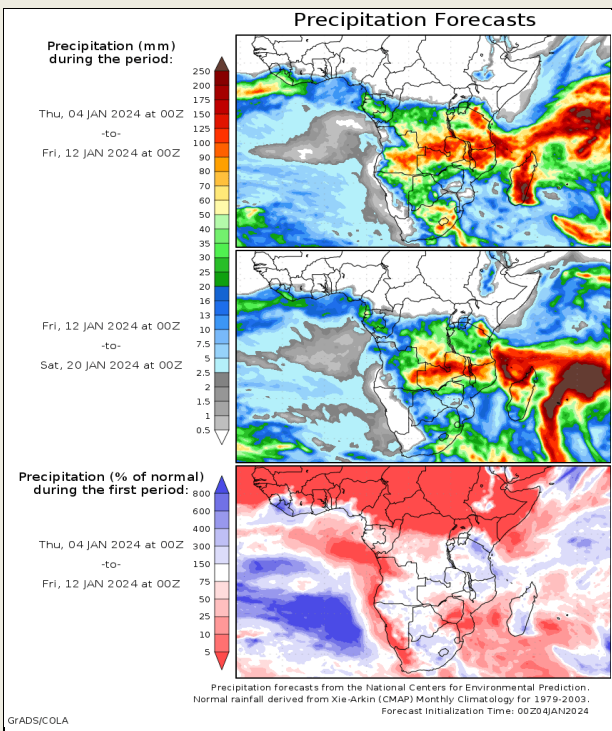 Precipitation Forecasts
Precipitation (mm)
during the period:
Thu, 04 JAN 2024 at 00Z
-to-
Fri, 12 JAN 2024 at 00Z
250
200
175
150
125
100
90
80
70
60
50
40
35
30
25
20
16
13
10
7.5
5
2.5
2
1.5
1
0.5
Fri, 12 JAN 2024 at 00Z
-to-
Sat, 20 JAN 2024 at 00Z
Precipitation (% of normal)
during the first period:
Thu, 04 JAN 2024 at 00Z
-to-
Fri, 12 JAN 2024 at 00Z
800
600
400
300
150
75
50
25
10
5
Precipitation forecasts from the National Centers for Environmental Prediction.
Normal rainfall derived from Xie-Arkin (CMAP) Monthly Climatology for 1979-2003.
Forecast Initialization Time: 00Z04JAN2024
GrADS/COLA